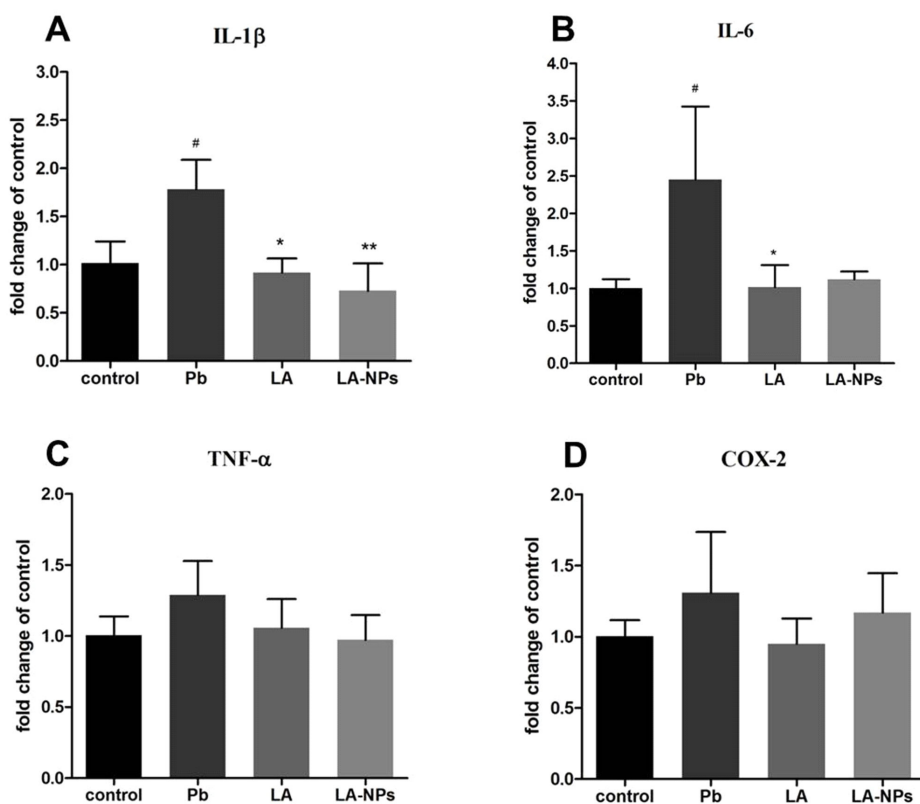 A
IL-1β
fold change of control
3.0
2.5
2.0
1.5
1.0
0.5
0.0
#
*
**
control Pb LA LA-NPs
B
IL-6
fold change of control
4.0
3.5
3.0
2.5
2.0
1.5
1.0
0.5
0.0
#
*
control Pb LA LA-NPs
C
TNF-α
fold change of control
2.0
1.5
1.0
0.5
0.0
control Pb LA LA-NPs
D
COX-2
fold change of control
2.0
1.5
1.0
0.5
0.0
control Pb LA LA-NPs